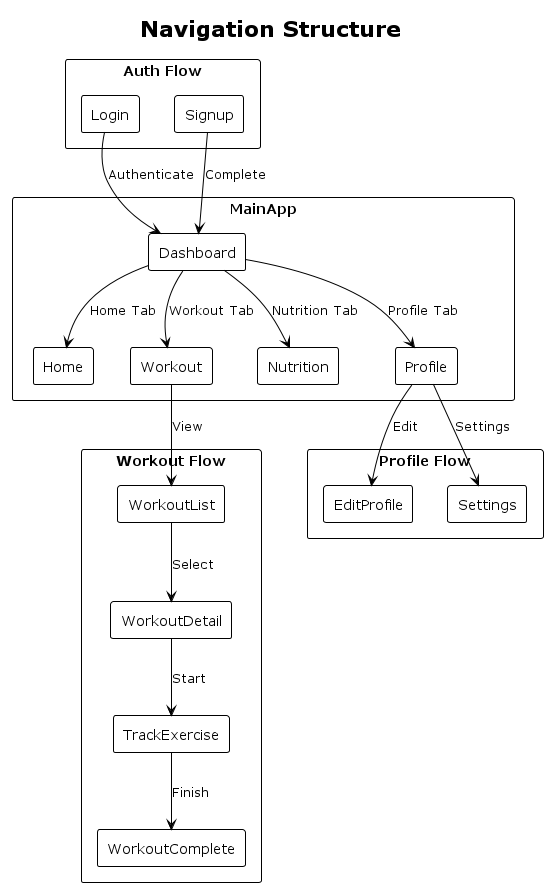 Navigation Structure
Auth Flow
Login
Signup
Authenticate
Complete
MainApp
Dashboard
Home Tab
Workout Tab
Nutrition Tab
Profile Tab
Home
Workout
Nutrition
Profile
View
Edit
Settings
Workout Flow
Profile Flow
WorkoutList
EditProfile
Settings
Select
WorkoutDetail
Start
TrackExercise
Finish
WorkoutComplete